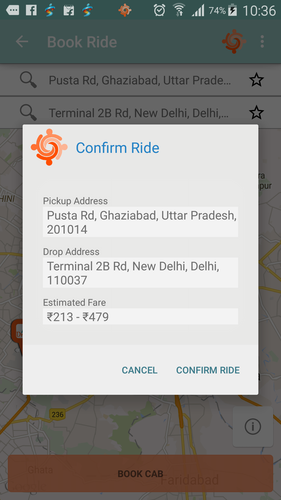 74% 10:36
Book Ride
Pusta Rd, Ghaziabad, Uttar Prade...
Terminal 2B Rd, New Delhi, Delhi,...
Confirm Ride
Pickup Address
Pusta Rd, Ghaziabad, Uttar Pradesh,
201014
Drop Address
Terminal 2B Rd, New Delhi, Delhi,
110037
Estimated Fare
₹213 - ₹479
CANCEL CONFIRM RIDE
236
BOOK CAB
Faridabad